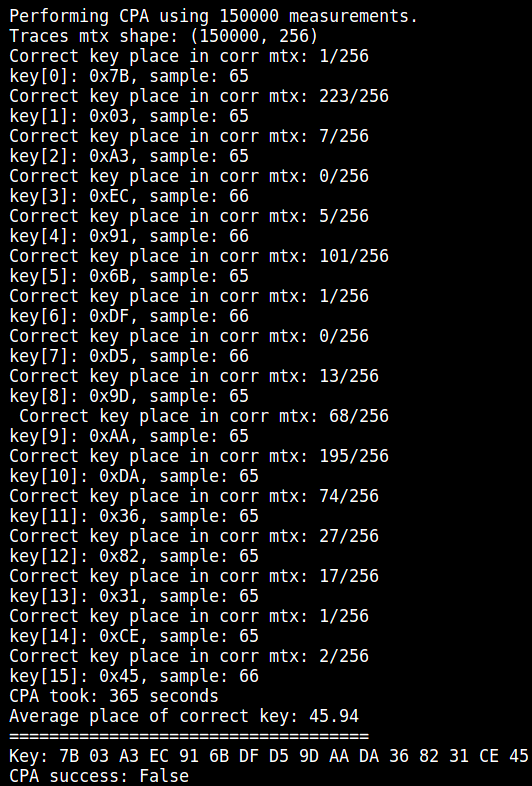 Performing CPA using 150000 measurements.
Traces mtx shape: (150000, 256)
Correct key place in corr mtx: 1/256
key[0]: 0x7B, sample: 65
Correct key place in corr mtx: 223/256
key[1]: 0x03, sample: 65
Correct key place in corr mtx: 7/256
key[2]: 0xA3, sample: 65
Correct key place in corr mtx: 0/256
key[3]: 0xEC, sample: 66
Correct key place in corr mtx: 5/256
key[4]: 0x91, sample: 66
Correct key place in corr mtx: 101/256
key[5]: 0x6B, sample: 65
Correct key place in corr mtx: 1/256
key[6]: 0xDF, sample: 66
Correct key place in corr mtx: 0/256
key[7]: 0xD5, sample: 66
Correct key place in corr mtx: 13/256
key[8]: 0x9D, sample: 65
 Correct key place in corr mtx: 68/256
key[9]: 0xAA, sample: 65
Correct key place in corr mtx: 195/256
key[10]: 0xDA, sample: 65
Correct key place in corr mtx: 74/256
key[11]: 0x36, sample: 65
Correct key place in corr mtx: 27/256
key[12]: 0x82, sample: 65
Correct key place in corr mtx: 17/256
key[13]: 0x31, sample: 65
Correct key place in corr mtx: 1/256
key[14]: 0xCE, sample: 65
Correct key place in corr mtx: 2/256
key[15]: 0x45, sample: 66
CPA took: 365 seconds
Average place of correct key: 45.94
====================================
Key: 7B 03 A3 EC 91 6B DF D5 9D AA DA 36 82 31 CE 45
CPA success: False